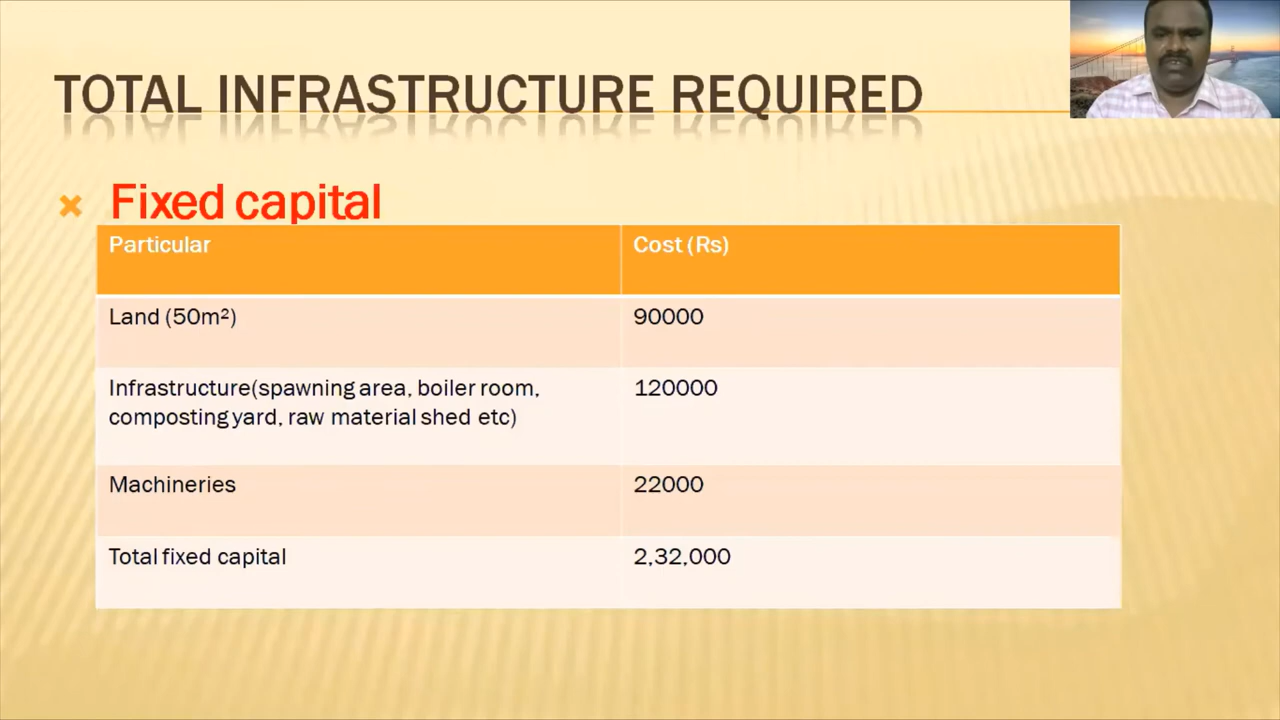 TOTAL INFRASTRUCTURE REQUIRED
Fixed capital
Particular
Cost (Rs)
Land (50m²)
90000
Infrastructure(spawning area, boiler room,
composting yard, raw material shed etc)
120000
Machineries
22000
Total fixed capital
2,32,000